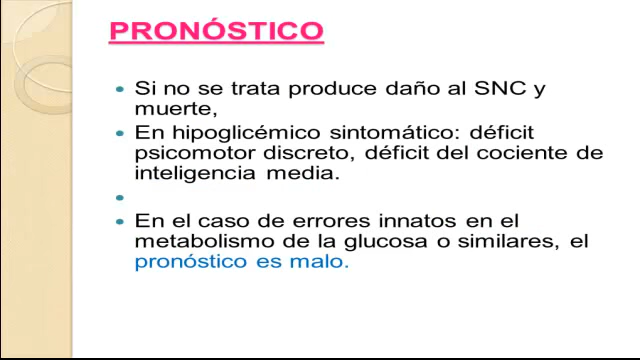 PRONÓSTICO
• Si no se trata produce daño al SNC y
muerte,
• En hipoglicémico sintomático: déficit
psicomotor discreto, déficit del cociente de
inteligencia media.
•
• En el caso de errores innatos en el
metabolismo de la glucosa o similares, el
pronóstico es malo.